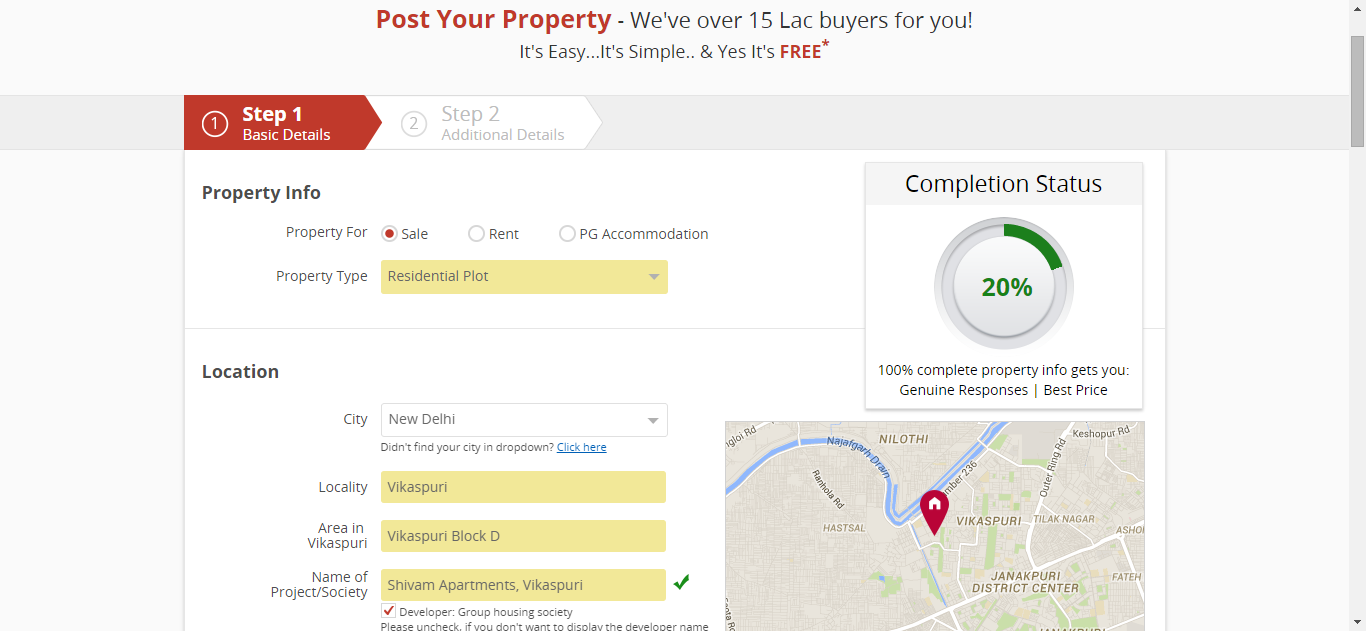 Post Your Property - We've over 15 Lac buyers for you!
It's Easy...It's Simple.. & Yes It's FREE*
1 Step 1
Basic Details
2 Step 2
Additional Details
Property Info
Property For Sale Rent PG Accommodation
Property Type Residential Plot
Completion Status
20%
100% complete property info gets you:
Genuine Responses | Best Price
Location
City New Delhi
Didn't find your city in dropdown? Click here
Locality Vikaspuri
Area in
Vikaspuri
Vikaspuri Block D
Name of
Project/Society
Shivam Apartments, Vikaspuri
Developer: Group housing society
Please uncheck, if you don't want to display the developer name
ngloi Rd
Najafgarh Drain
NILOTHI
Keshopur Rd
Outer Ring Rd
Ranhola Rd
mber 236
HASTSAL
VIKASPURI
TILAK NAGAR
ASHO
JANAKPURI
DISTRICT CENTER
FATEH